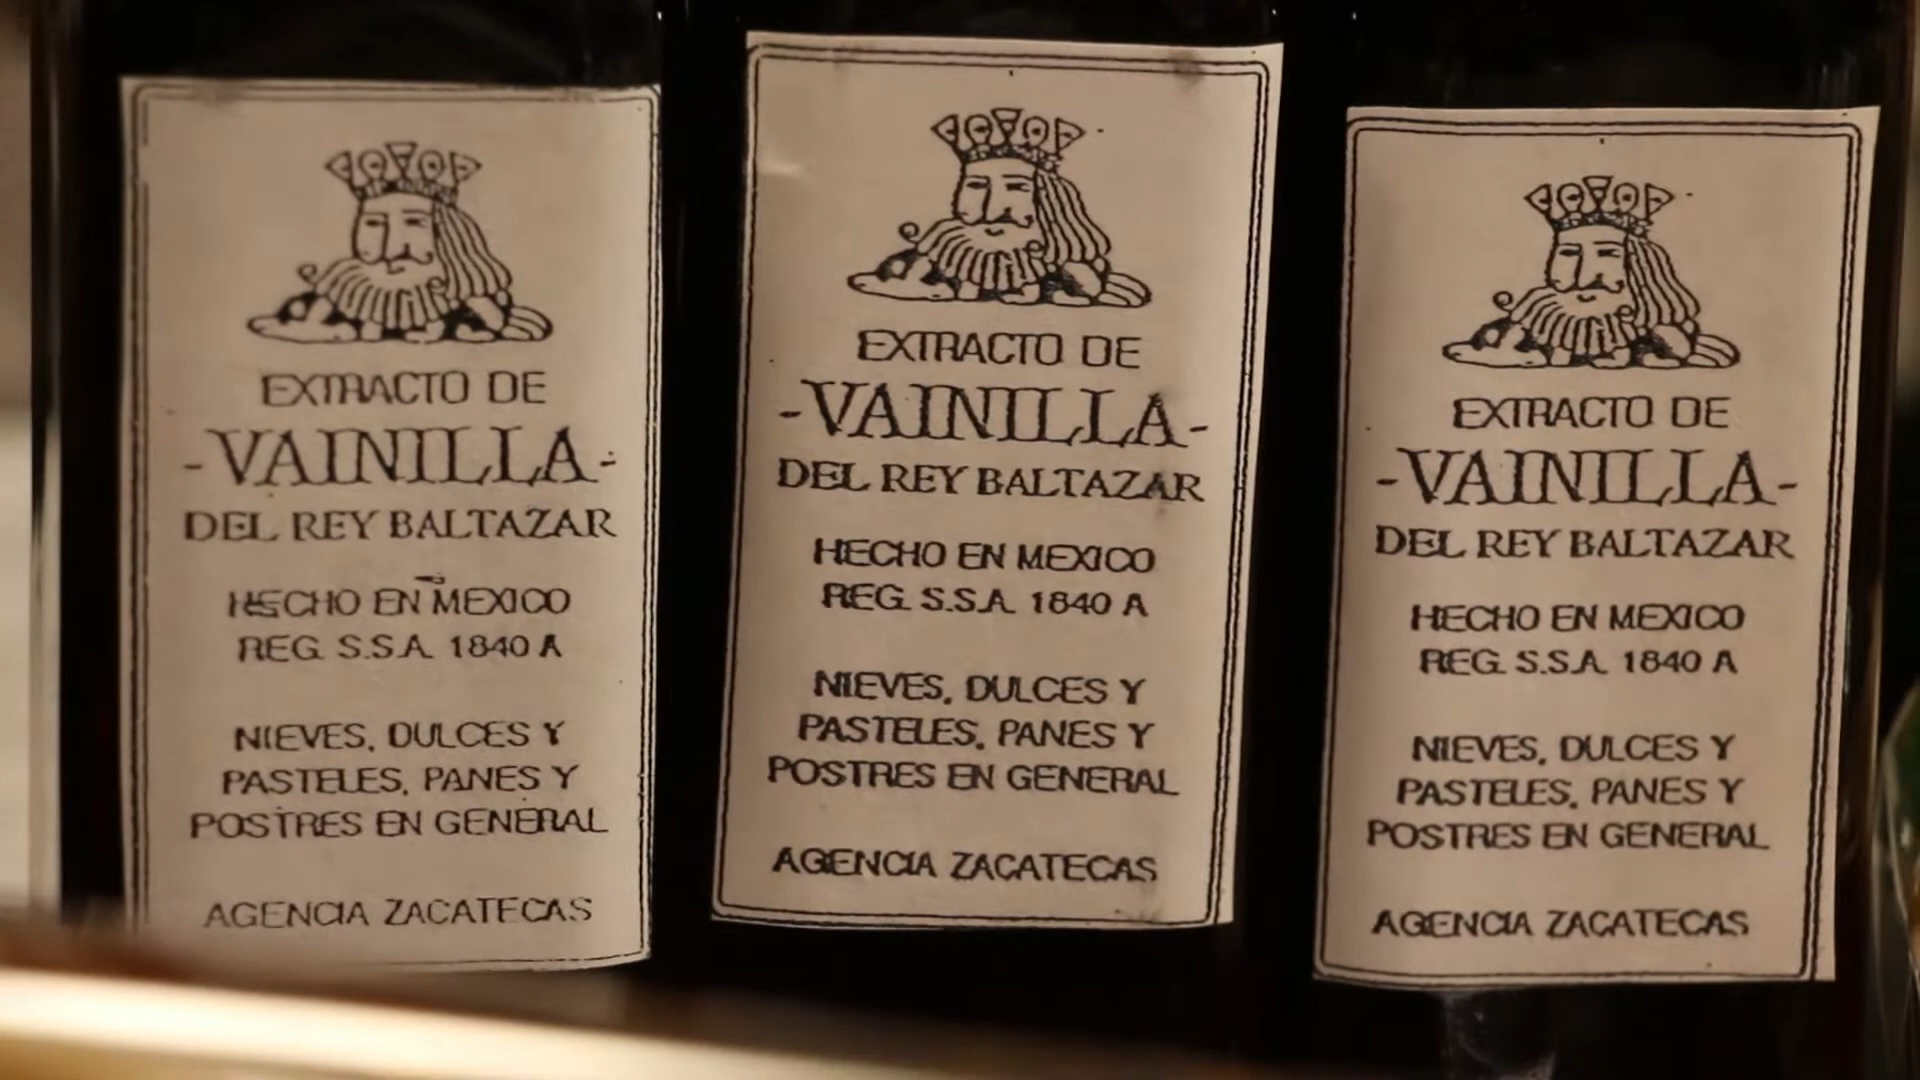 EXTRACTO DE
-VAINILLA-
DEL REY BALTAZAR
HECHO EN MEXICO
REG. S.S.A. 1840 A
NIEVES, DULCES Y
PASTELES, PANES Y
POSTRES EN GENERAL
AGENCIA ZACATECAS
EXTRACTO DE
-VAINILLA-
DEL REY BALTAZAR
HECHO EN MEXICO
REG. S.S.A. 1840 A
NIEVES, DULCES Y
PASTELES, PANES Y
POSTRES EN GENERAL
AGENCIA ZACATECAS
EXTRACTO DE
-VAINILLA-
DEL REY BALTAZAR
HECHO EN MEXICO
REG. S.S.A. 1840 A
NIEVES, DULCES Y
PASTELES, PANES Y
POSTRES EN GENERAL
AGENCIA ZACATECAS